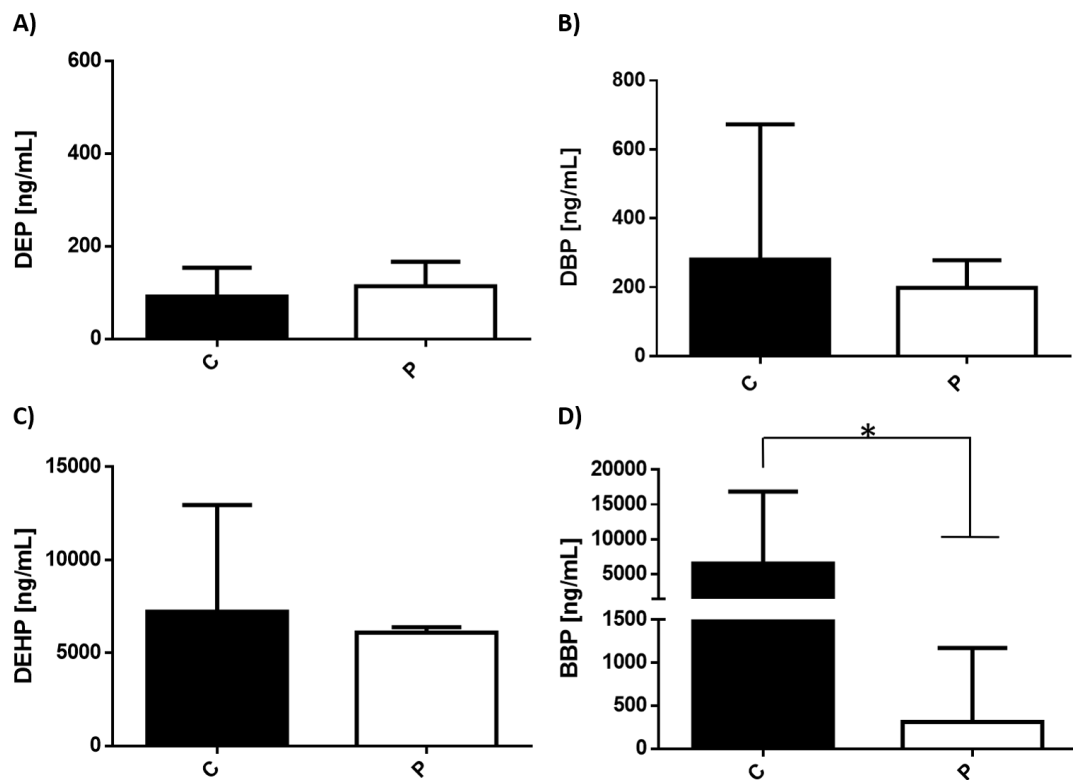 A)
DEP [ng/mL]
600
400
200
0
C
P
B)
DBP [ng/mL]
800
600
400
200
0
C
P
C)
DEHP [ng/mL]
15000
10000
5000
0
C
P
D)
*
BBP [ng/mL]
20000
15000
10000
5000
1500
1000
500
0
C
P